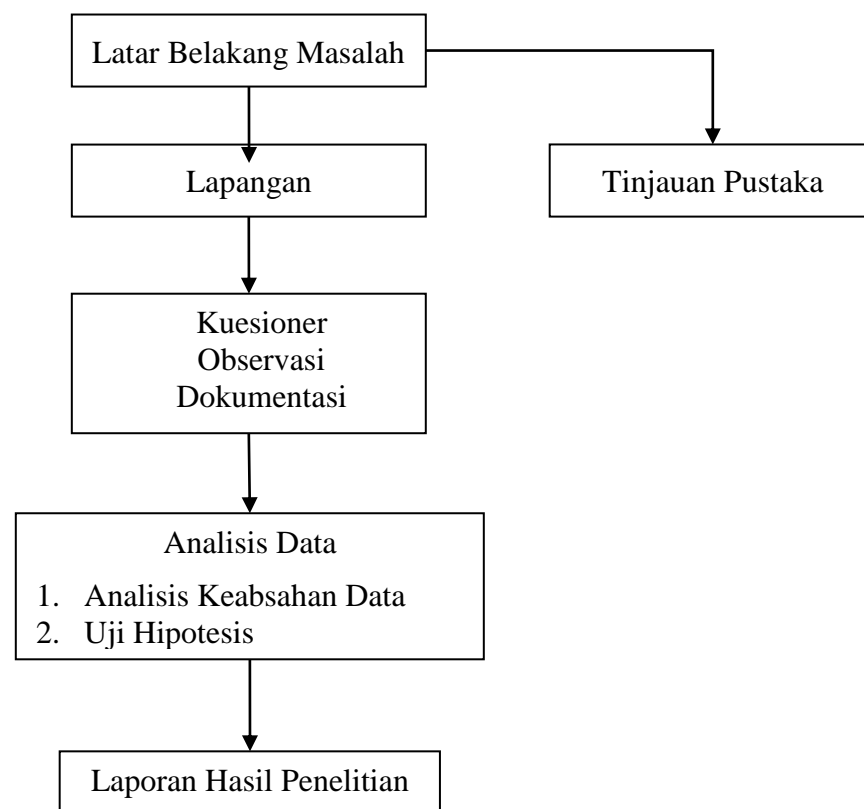 Latar Belakang Masalah
Lapangan
Tinjauan Pustaka
Kuesioner
Observasi
Dokumentasi
Analisis Data
1. Analisis Keabsahan Data
2. Uji Hipotesis
Laporan Hasil Penelitian